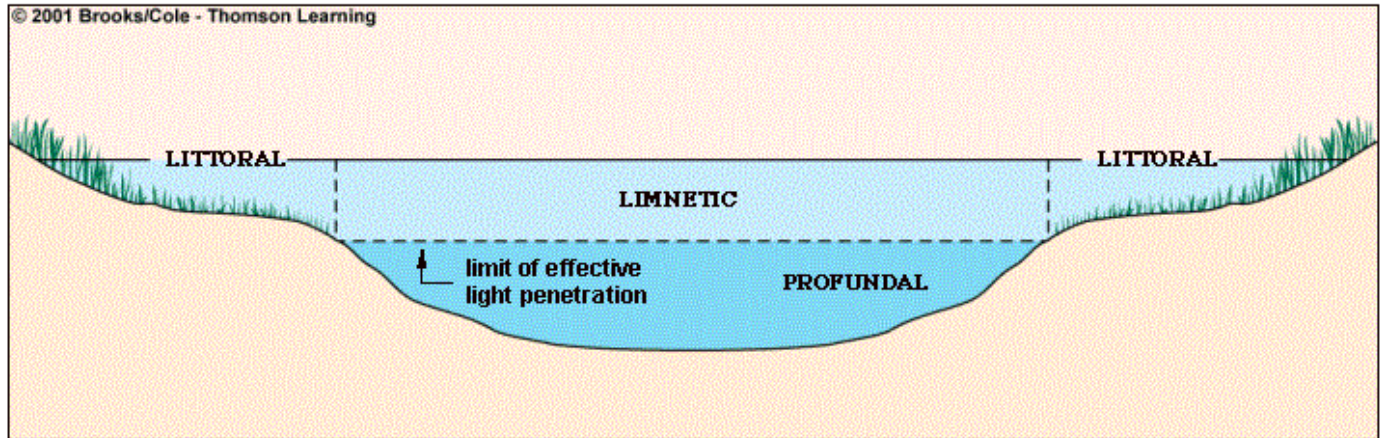 © 2001 Brooks/Cole - Thomson Learning
LITTORAL
LITTORAL
LIMNETIC
limit of effective
light penetration
PROFUNDAL